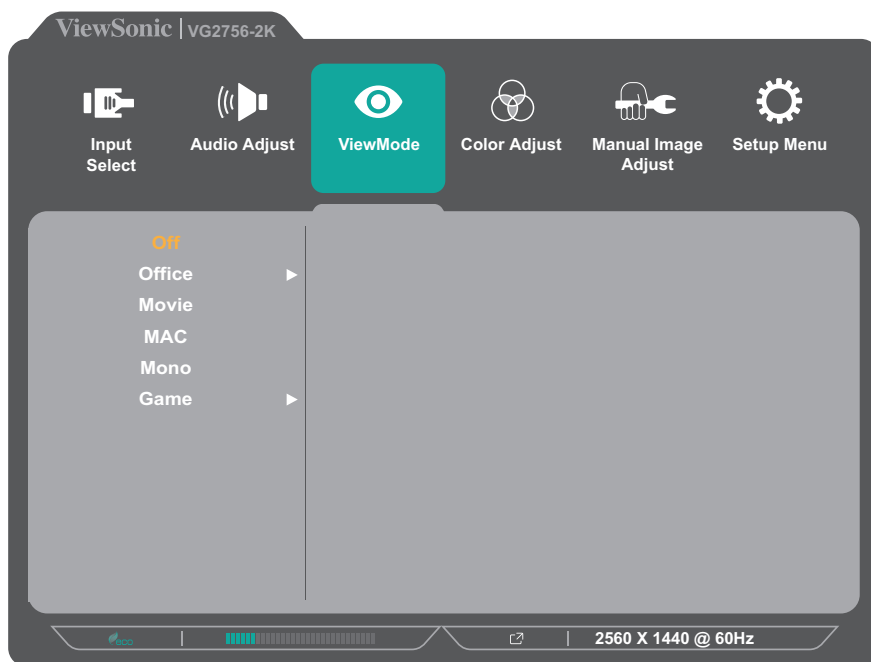 ViewSonic | VG2756-2K
Input Select
Audio Adjust
ViewMode
Color Adjust
Manual Image Adjust
Setup Menu
Off
Office
Movie
MAC
Mono
Game
eco
2560 X 1440 @ 60Hz